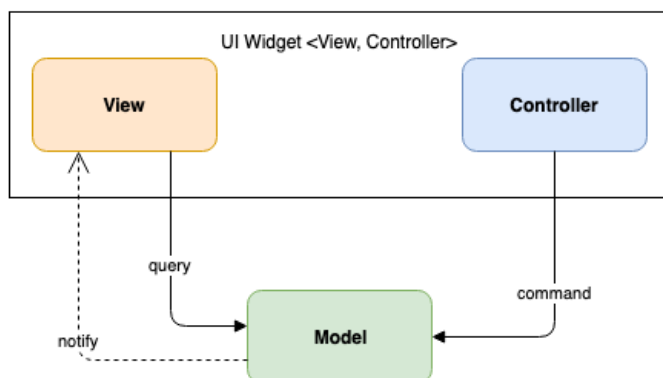 UI Widget <View, Controller>
View
Controller
query
command
Model
notify